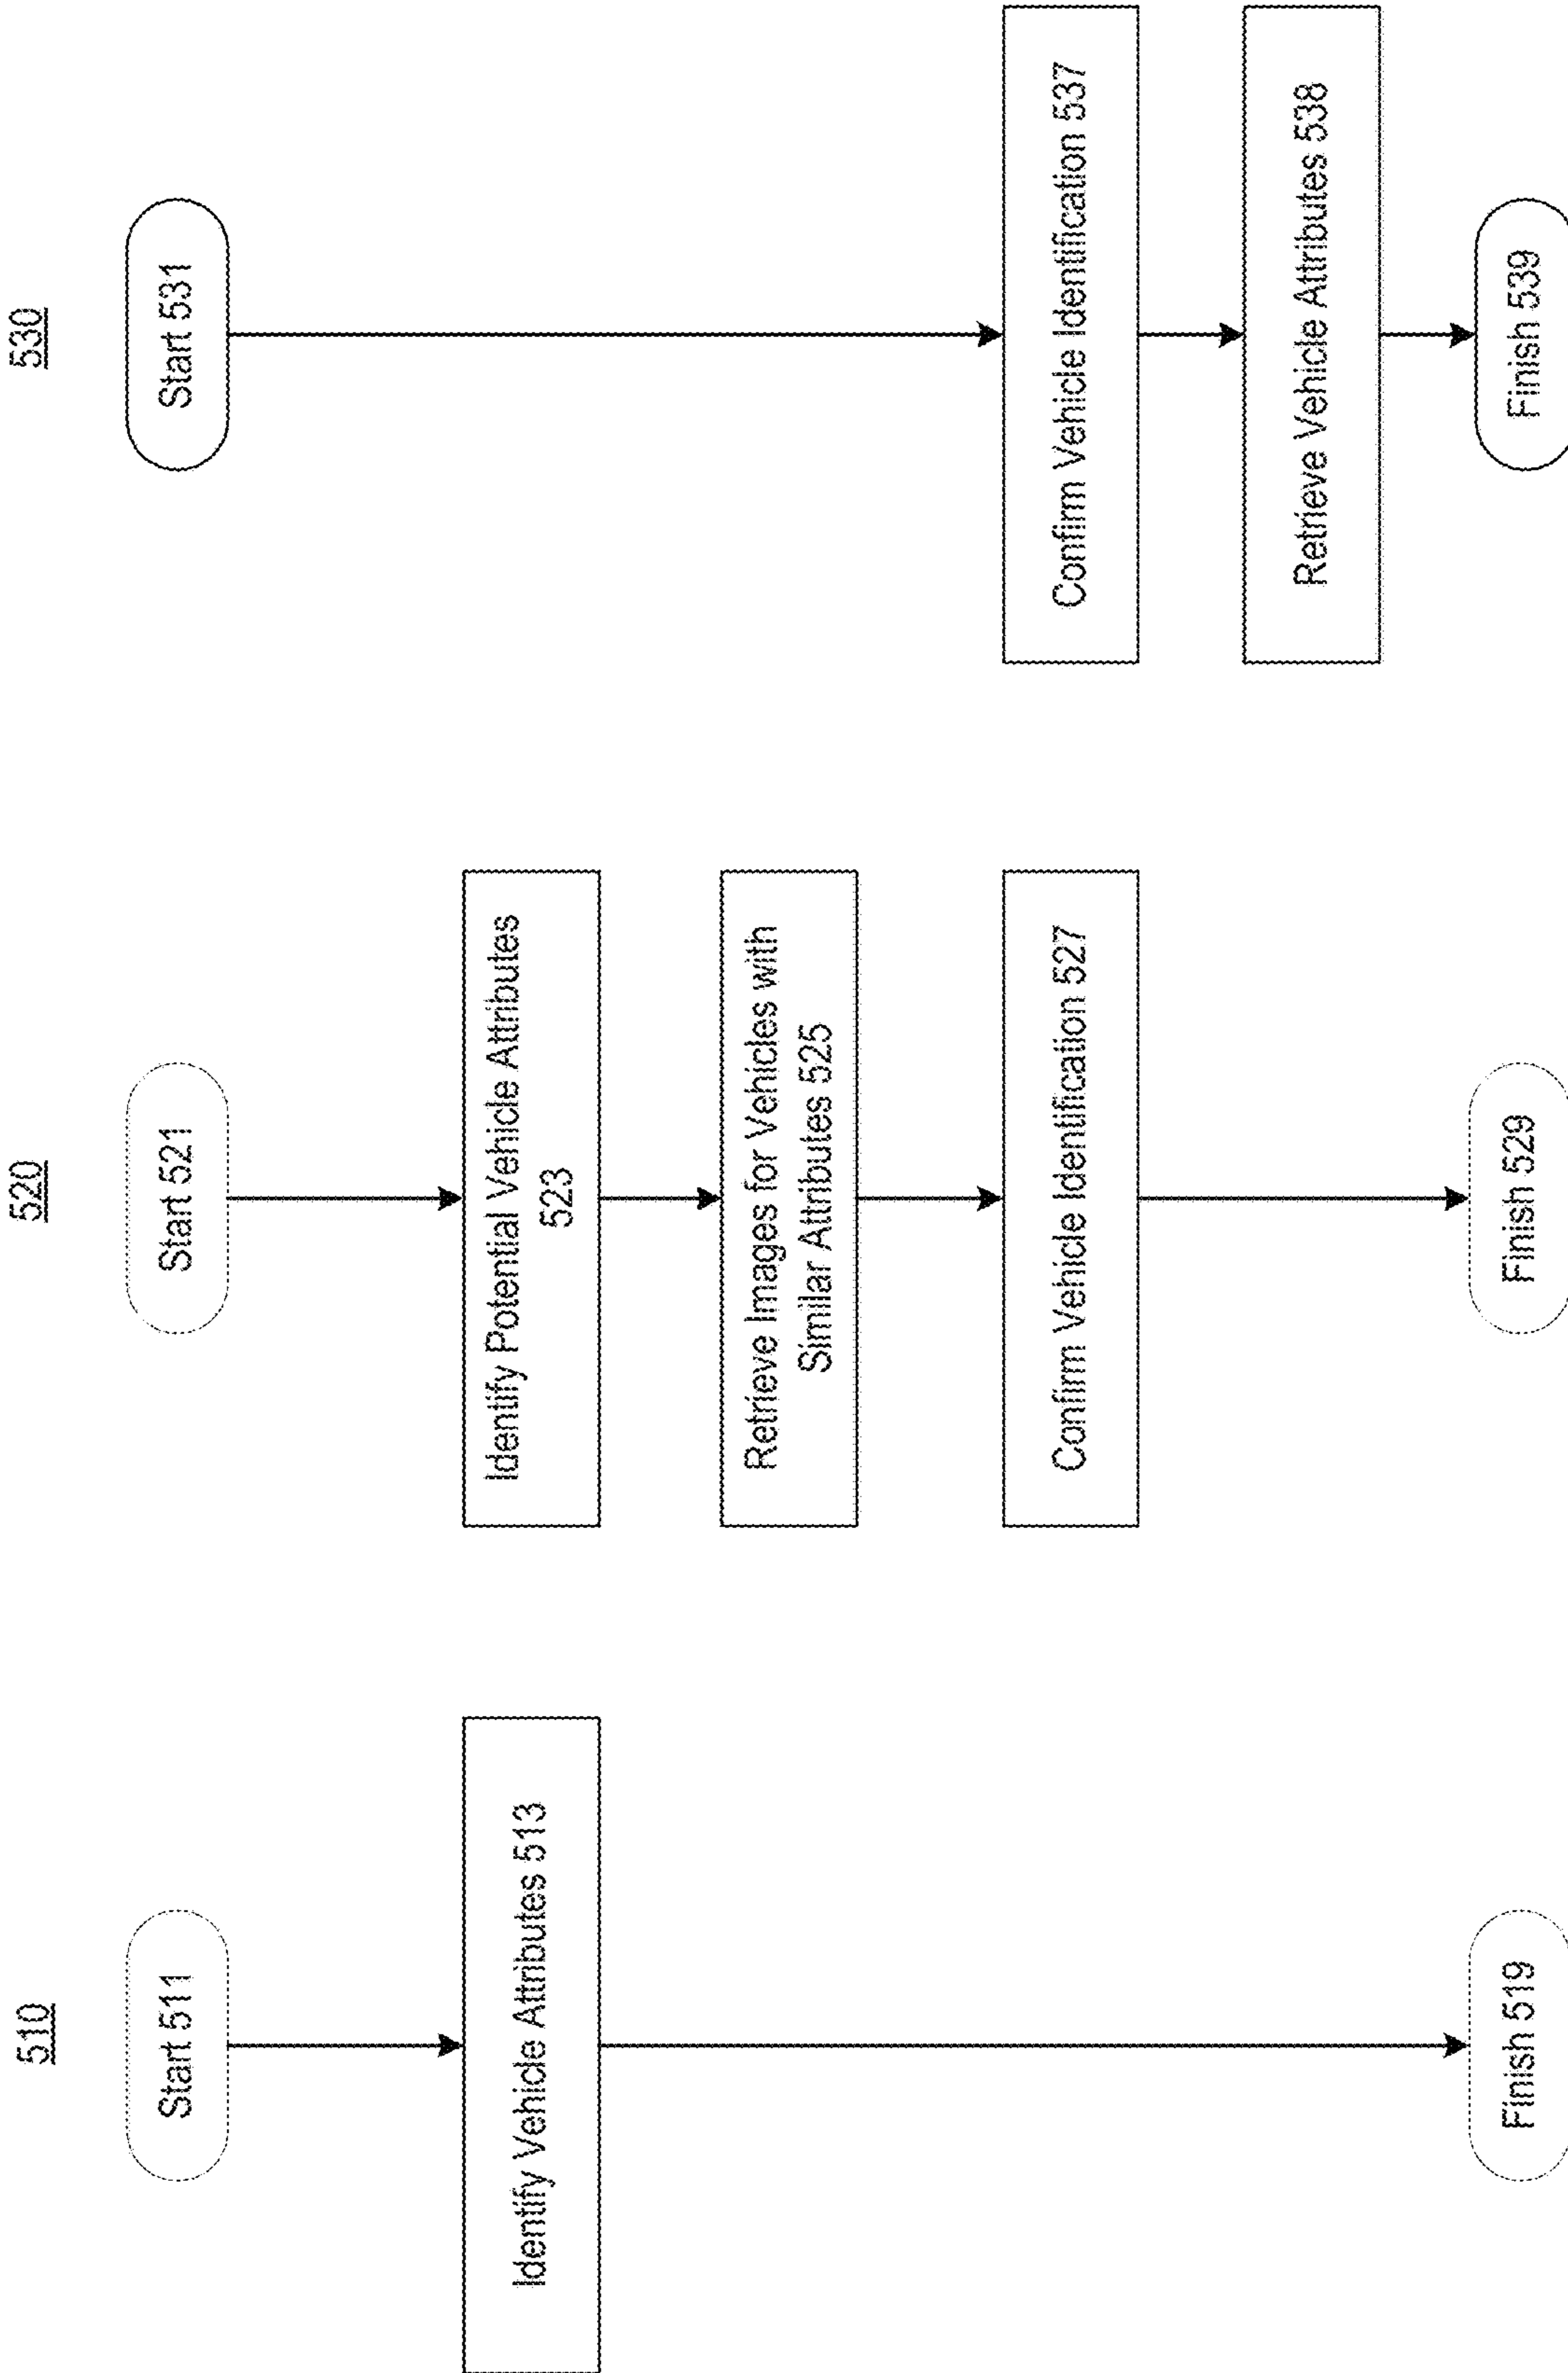 510
Start 511
Identify Vehicle Attributes 513
Finish 519
520
Start 521
Identify Potential Vehicle Attributes
523
Retrieve Images for Vehicles with
Similar Attributes 525
Confirm Vehicle Identification 527
Finish 529
530
Start 531
Confirm Vehicle Identification 537
Retrieve Vehicle Attributes 538
Finish 539